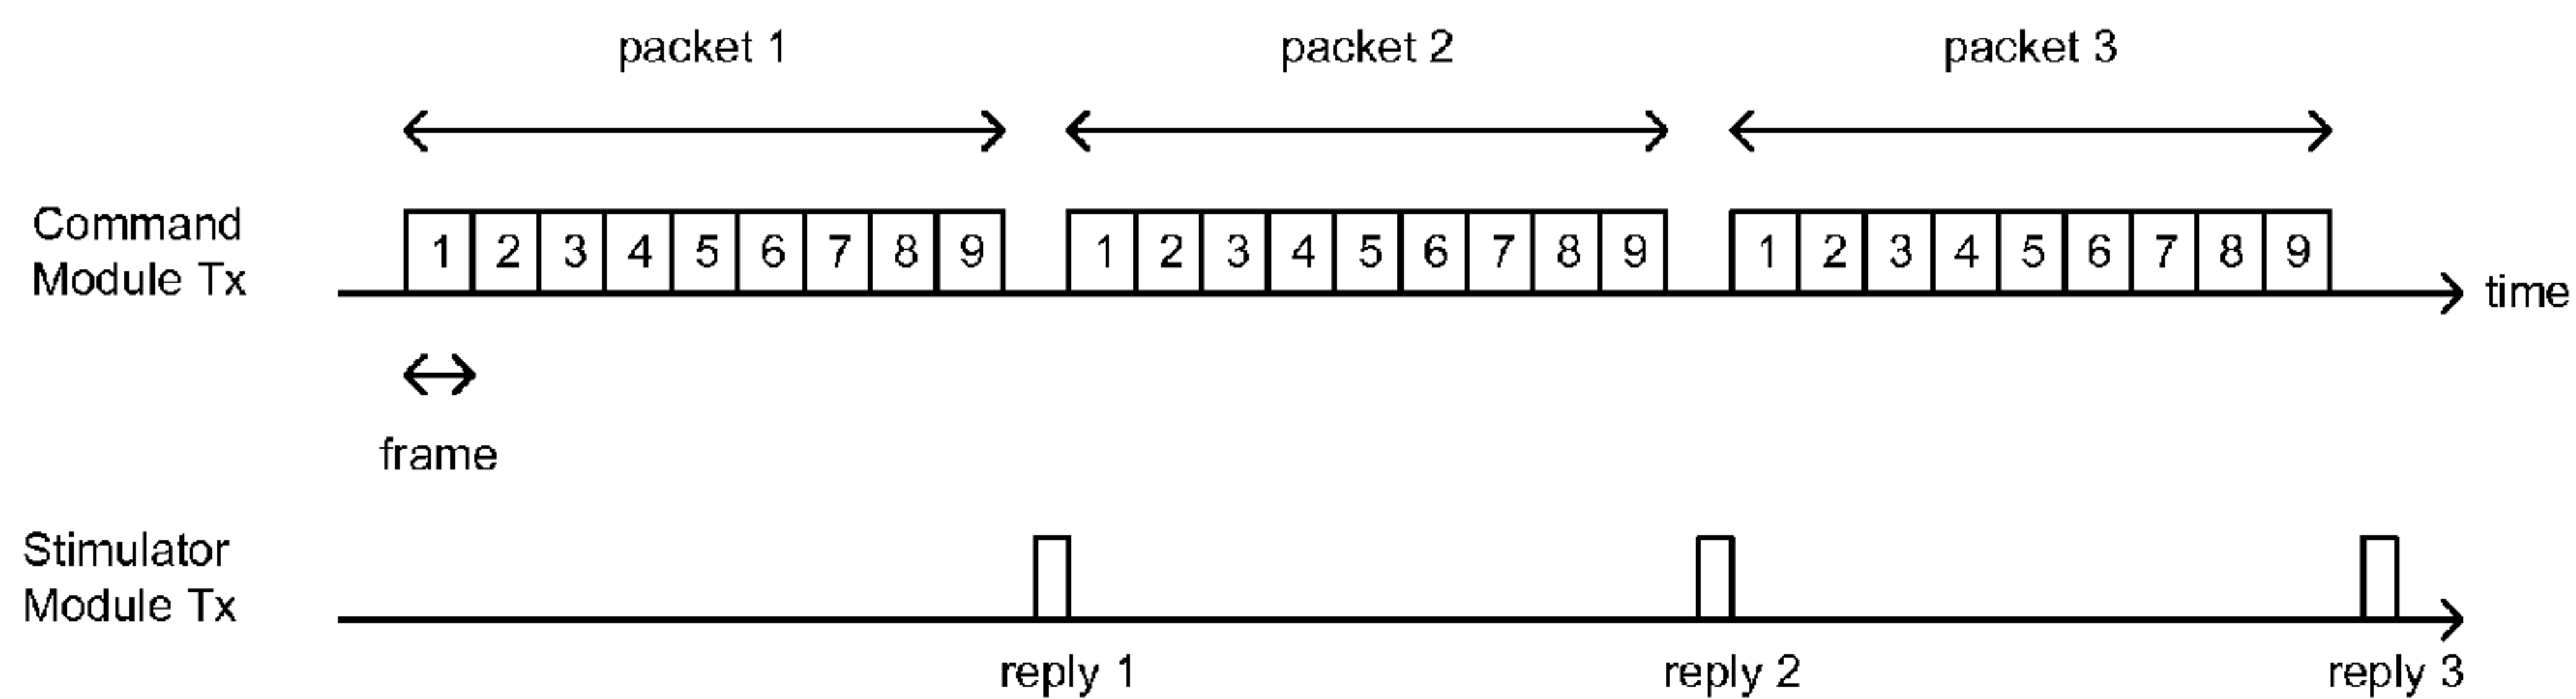 packet 1 packet 2 packet 3
Command
Module Tx
1 2 3 4 5 6 7 8 9 1 2 3 4 5 6 7 8 9 1 2 3 4 5 6 7 8 9
time
frame
Stimulator
Module Tx
reply 1 reply 2 reply 3